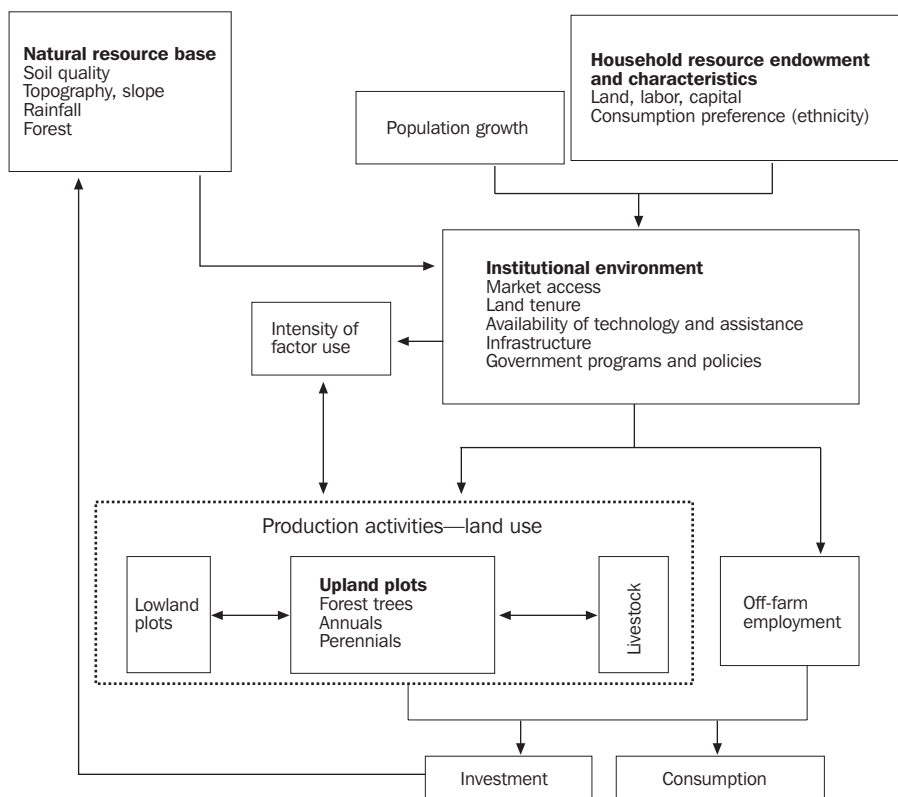 Natural resource base
Soil quality
Topography, slope
Rainfall
Forest
Household resource endowment
and characteristics
Land, labor, capital
Consumption preference (ethnicity)
Population growth
Institutional environment
Market access
Land tenure
Availability of technology and assistance
Infrastructure
Government programs and policies
Intensity of
factor use
Production activities—land use
Lowland
plots
Upland plots
Forest trees
Annuals
Perennials
Livestock
Off-farm
employment
Investment
Consumption